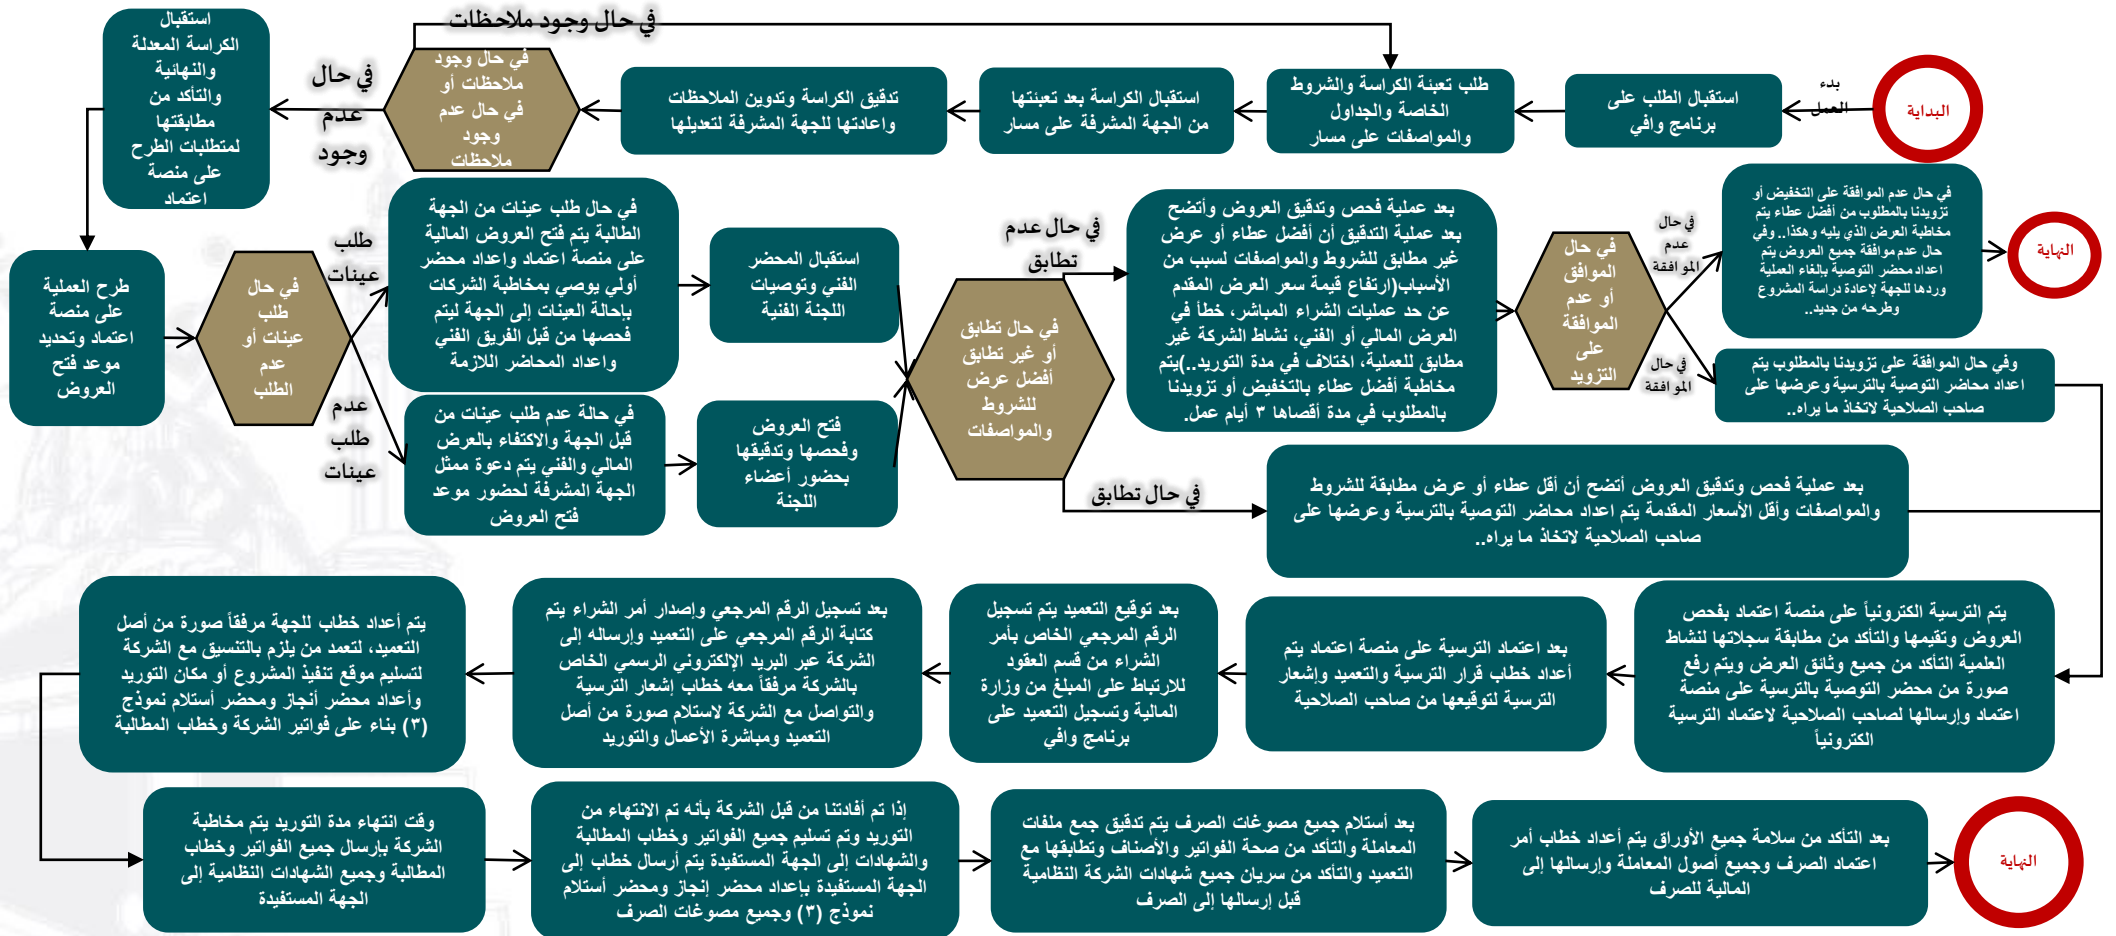 البداية
بدء
العمل
استقبال الطلب على
برنامج وافي
طلب تعبئة الكراسة والشروط
الخاصة والجداول
والمواصفات على مسار
استقبال الكراسة بعد تعبئتها
من الجهة المشرفة على مسار
تدقيق الكراسة وتدوين الملاحظات
واعادتها للجهة المشرفة لتعديلها
في حال وجود
ملاحظات أو
في حال عدم
وجود
ملاحظات
في حال وجود ملاحظات
في حال
عدم
وجود
استقبال
الكراسة المعدلة
والنهائية
والتأكد من
مطابقتها
لمتطلبات الطرح
على منصة
اعتماد
طرح العملية
على منصة
اعتماد وتحديد
موعد فتح
العروض
في حال
طلب
عينات أو
عدم
الطلب
طلب
عينات
في حال طلب عينات من الجهة
الطالبة يتم فتح العروض المالية
على منصة اعتماد واعداد محضر
أولي يوصي بمخاطبة الشركات
بإحالة العينات إلى الجهة ليتم
فحصها من قبل الفريق الفني
واعداد المحاضر اللازمة
استقبال المحضر
الفني وتوصيات
اللجنة الفنية
عدم
طلب
عينات
في حالة عدم طلب عينات من
قبل الجهة والاكتفاء بالعرض
المالي والفني يتم دعوة ممثل
الجهة المشرفة لحضور موعد
فتح العروض
فتح العروض
وفحصها وتدقيقها
بحضور أعضاء
اللجنة
في حال تطابق
أو غير تطابق
أفضل عرض
للشروط
والمواصفات
في حال عدم
تطابق
بعد عملية فحص وتدقيق العروض وأتضح
بعد عملية التدقيق أن أفضل عطاء أو عرض
غير مطابق للشروط والمواصفات لسبب من
الأسباب(ارتفاع قيمة سعر العرض المقدم
عن حد عمليات الشراء المباشر، خطأ في
العرض المالي أو الفني، نشاط الشركة غير
مطابق للعملية، اختلاف في مدة التوريد..)يتم
مخاطبة أفضل عطاء بالتخفيض أو تزويدنا
بالمطلوب في مدة أقصاها ٣ أيام عمل.
في حال
الموافق
أو عدم
الموافقة
على
التزويد
في حال
عدم
الموافقة
في حال عدم الموافقة على التخفيض أو
تزويدنا بالمطلوب من أفضل عطاء يتم
مخاطبة العرض الذي يليه وهكذا.. وفي
حال عدم موافقة جميع العروض يتم
اعداد محضر التوصية بالغاء العملية
وردها للجهة لإعادة دراسة المشروع
وطرحه من جديد..
النهاية
في حال
الموافقة
وفي حال الموافقة على تزويدنا بالمطلوب يتم
اعداد محاضر التوصية بالترسية وعرضها على
صاحب الصلاحية لاتخاذ ما يراه..
في حال تطابق
بعد عملية فحص وتدقيق العروض أتضح أن أقل عطاء أو عرض مطابقة للشروط
والمواصفات وأقل الأسعار المقدمة يتم اعداد محاضر التوصية بالترسية وعرضها على
صاحب الصلاحية لاتخاذ ما يراه..
يتم الترسية الكترونياً على منصة اعتماد بفحص
العروض وتقيمها والتأكد من مطابقة سجلاتها لنشاط
العلمية التأكد من جميع وثائق العرض ويتم رفع
صورة من محضر التوصية بالترسية على منصة
اعتماد وإرسالها لصاحب الصلاحية لاعتماد الترسية
الكترونياً
بعد اعتماد الترسية على منصة اعتماد يتم
أعداد خطاب قرار الترسية والتعميد وإشعار
الترسية لتوقيعها من صاحب الصلاحية
بعد توقيع التعميد يتم تسجيل
الرقم المرجعي الخاص بأمر
الشراء من قسم العقود
للارتباط على المبلغ من وزارة
المالية وتسجيل التعميد على
برنامج وافي
بعد تسجيل الرقم المرجعي وإصدار أمر الشراء يتم
كتابة الرقم المرجعي على التعميد وإرساله إلى
الشركة عبر البريد الإلكتروني الرسمي الخاص
بالشركة مرفقاً معه خطاب إشعار الترسية
والتواصل مع الشركة لاستلام صورة من أصل
التعميد ومباشرة الأعمال والتوريد
يتم أعداد خطاب للجهة مرفقاً صورة من أصل
التعميد، لتعمد من يلزم بالتنسيق مع الشركة
لتسليم موقع تنفيذ المشروع أو مكان التوريد
وأعداد محضر أنجاز ومحضر أستلام نموذج
(٣) بناء على فواتير الشركة وخطاب المطالبة
وقت انتهاء مدة التوريد يتم مخاطبة
الشركة بإرسال جميع الفواتير وخطاب
المطالبة وجميع الشهادات النظامية إلى
الجهة المستفيدة
إذا تم أفادتنا من قبل الشركة بأنه تم الانتهاء من
التوريد وتم تسليم جميع الفواتير وخطاب المطالبة
والشهادات إلى الجهة المستفيدة يتم أرسال خطاب إلى
الجهة المستفيدة بإعداد محضر إنجاز ومحضر أستلام
نموذج (٣) وجميع مصوغات الصرف
بعد أستلام جميع مصوغات الصرف يتم تدقيق جمع ملفات
المعاملة والتأكد من صحة الفواتير والأصناف وتطابقها مع
التعميد والتأكد من سريان جميع شهادات الشركة النظامية
قبل إرسالها إلى الصرف
بعد التأكد من سلامة جميع الأوراق يتم أعداد خطاب أمر
اعتماد الصرف وجميع أصول المعاملة وإرسالها إلى
المالية للصرف
النهاية